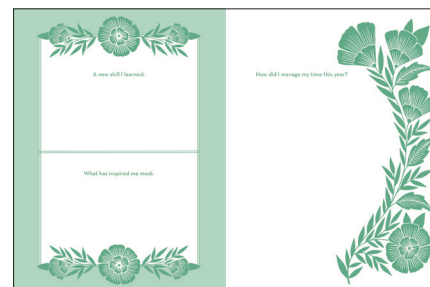 A new skill I learned:
What has inspired me most:
How did I manage my time this year?